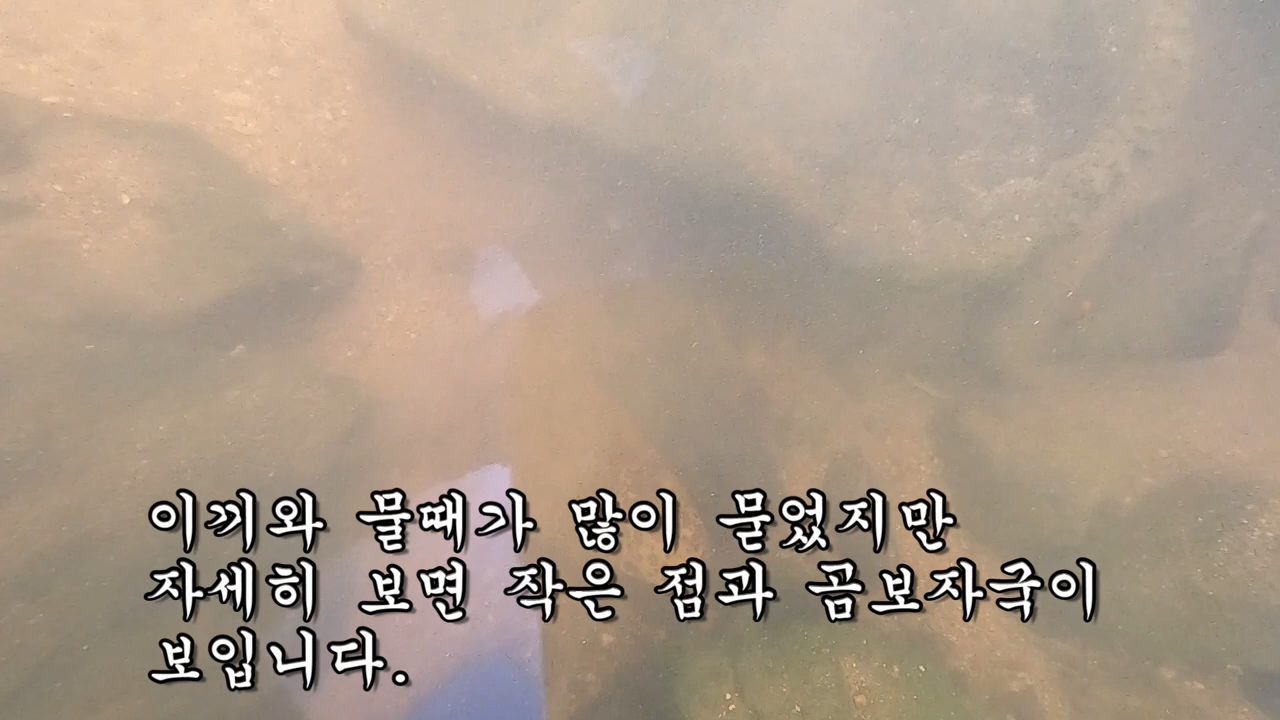 이끼와 물때가 많이 묻었지만
자세히 보면 작은 점과 곰보자국이
보입니다.